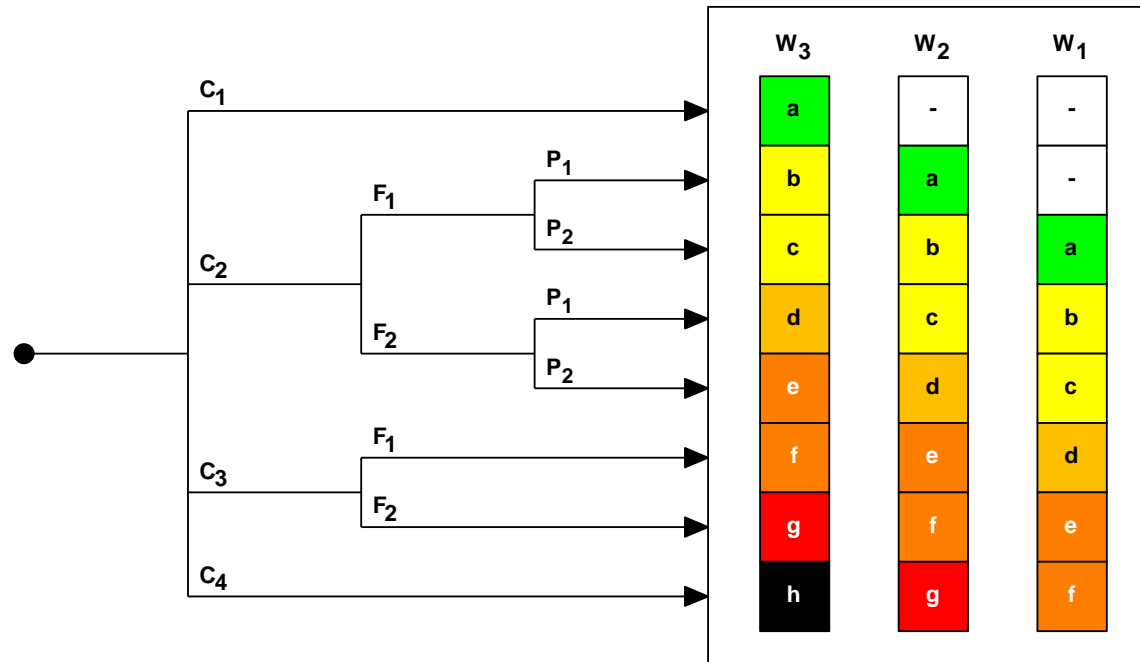 W3 W2 W1
C1 a - -
P1 b a -
F1
P2 c b a
C2
P1 d c b
F2
P2 e d c
F1 f e d
C3
F2 g f e
C4 h g f